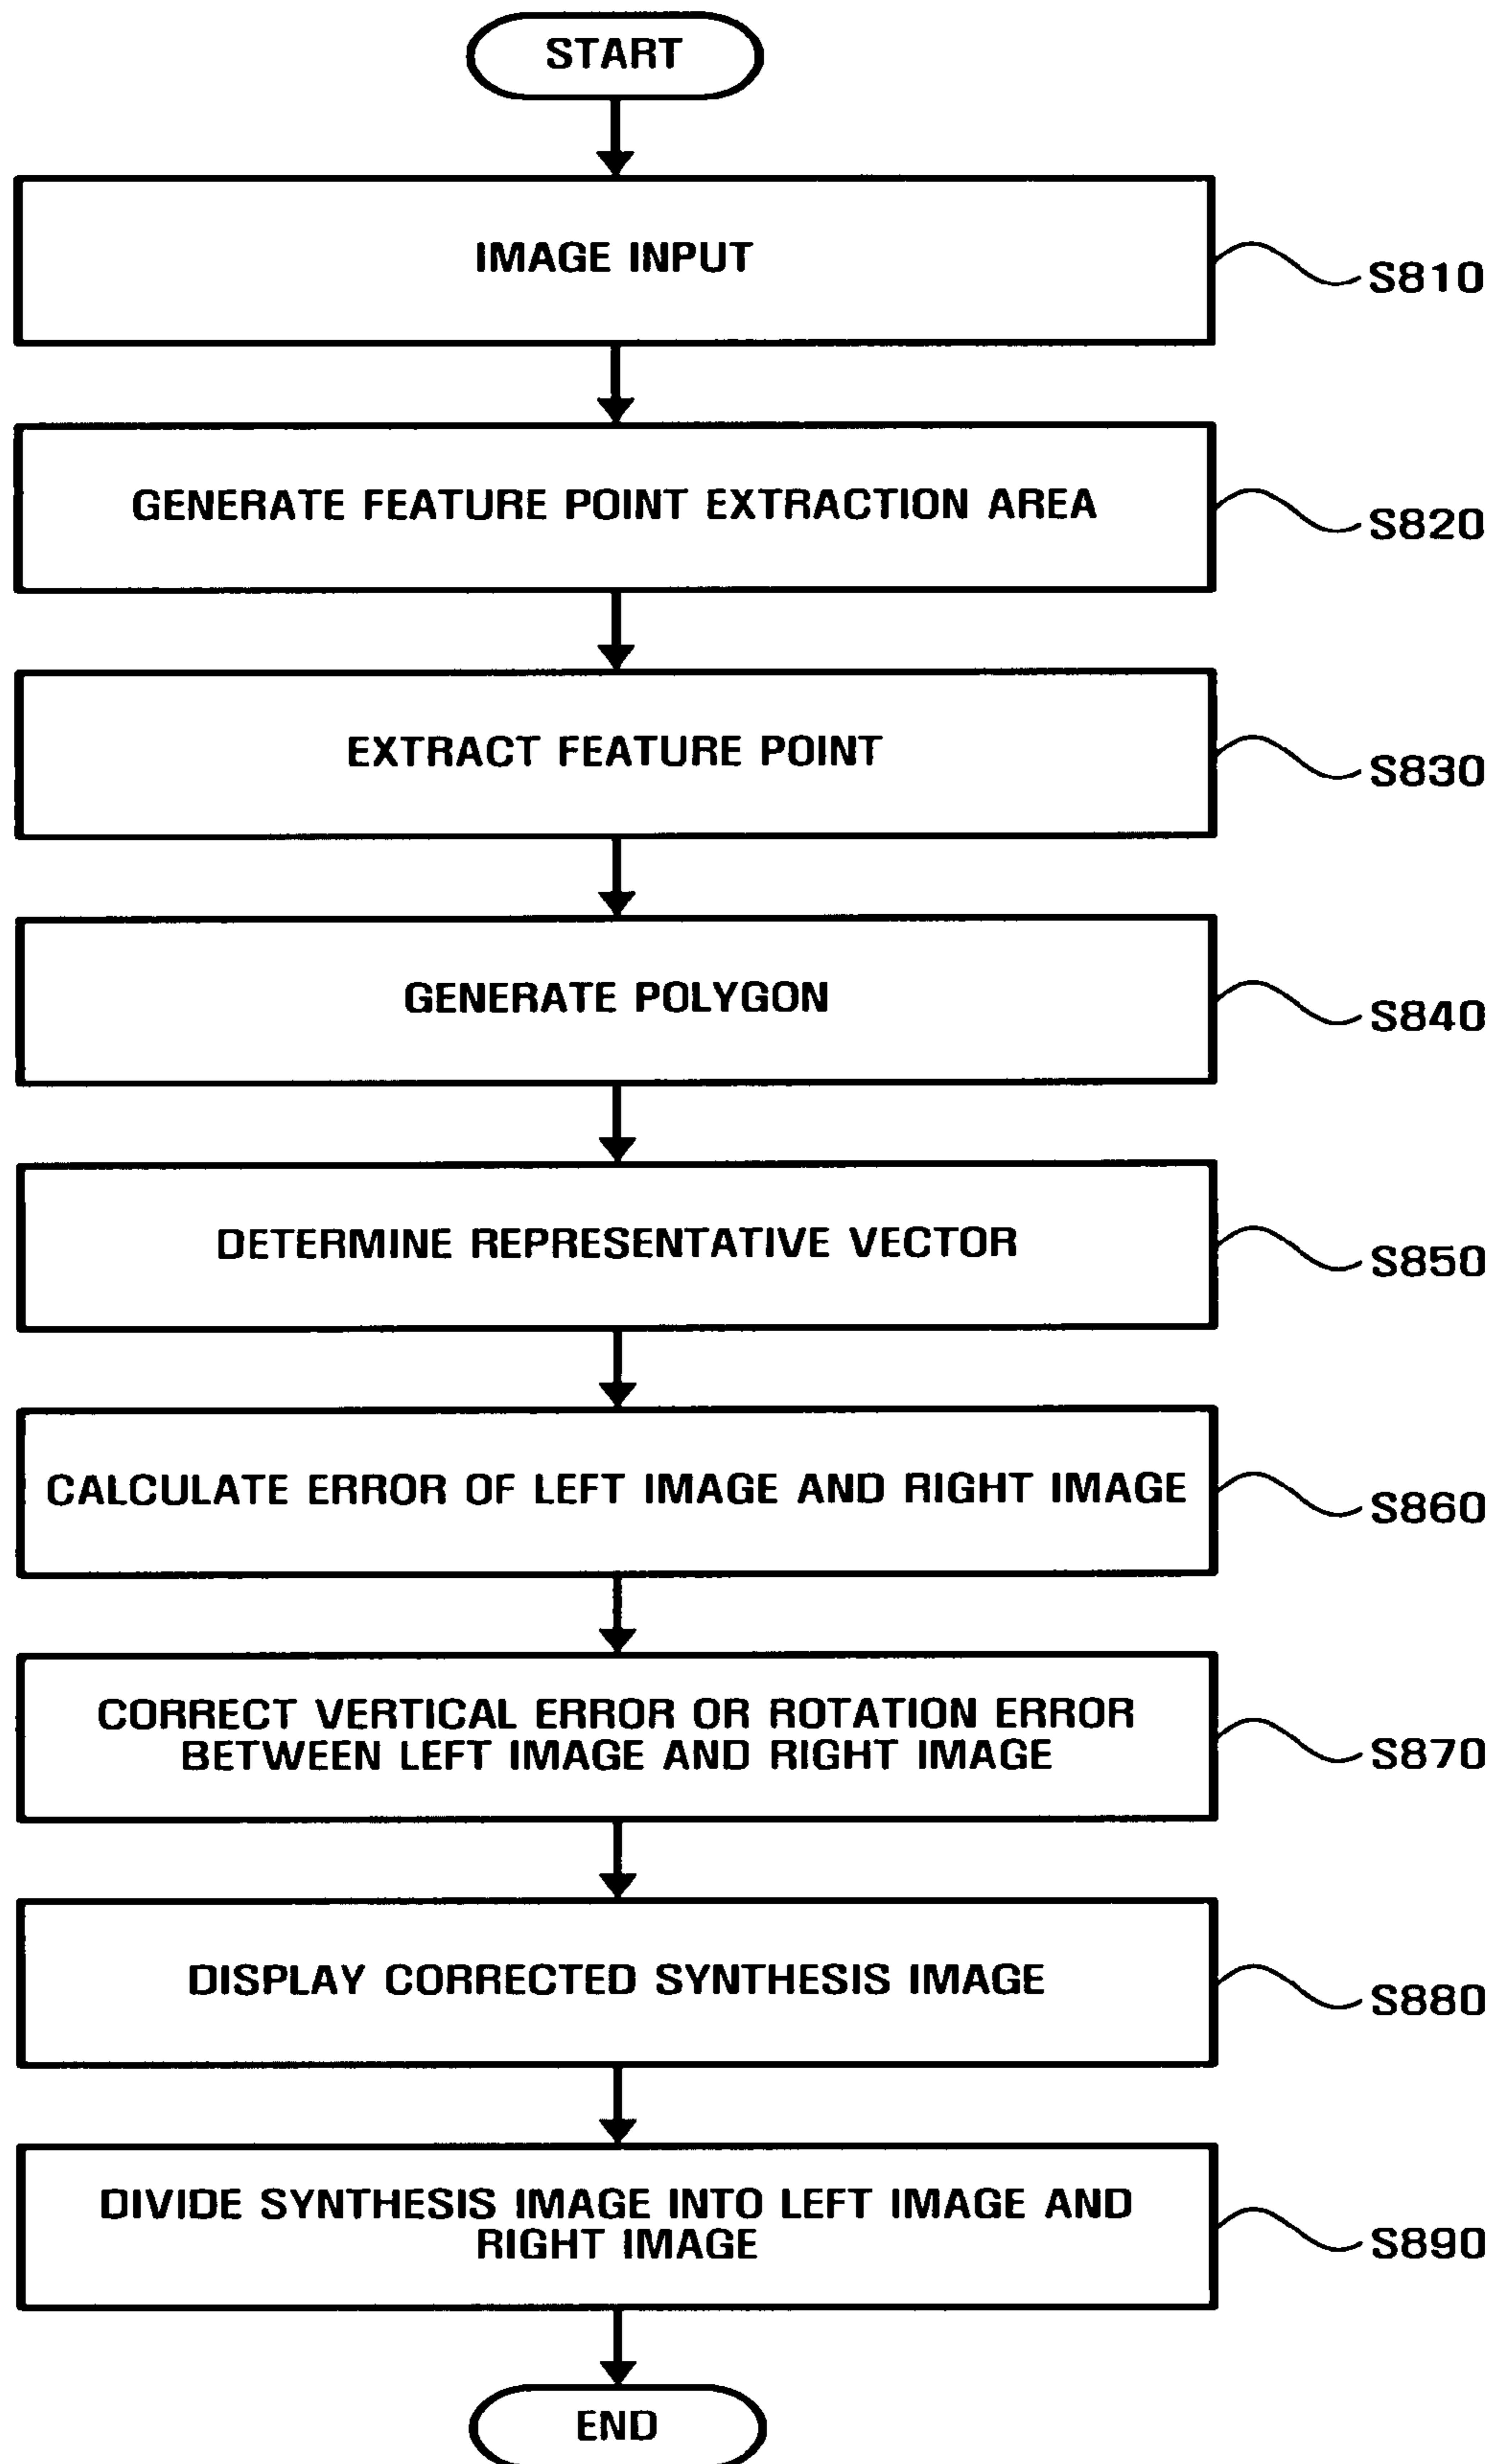 START
IMAGE INPUT
S810
GENERATE FEATURE POINT EXTRACTION AREA
S820
EXTRACT FEATURE POINT
S830
GENERATE POLYGON
S840
DETERMINE REPRESENTATIVE VECTOR
S850
CALCULATE ERROR OF LEFT IMAGE AND RIGHT IMAGE
S860
CORRECT VERTICAL ERROR OR ROTATION ERROR
BETWEEN LEFT IMAGE AND RIGHT IMAGE
S870
DISPLAY CORRECTED SYNTHESIS IMAGE
S880
DIVIDE SYNTHESIS IMAGE INTO LEFT IMAGE AND
RIGHT IMAGE
S890
END